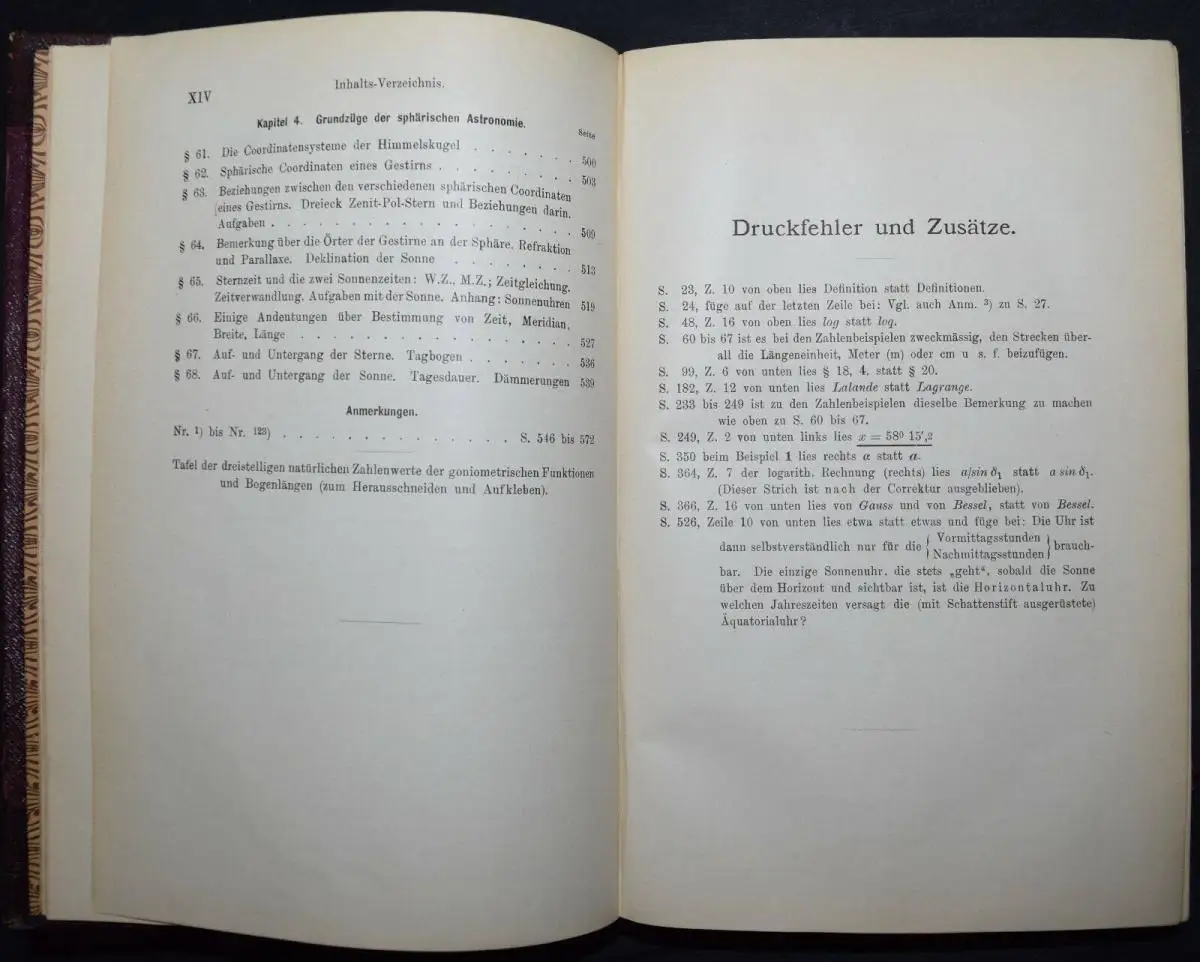 XIV
Inhalts-Verzeichnis.
Kapitel 4. Grundzüge der sphärischen Astronomie.
Seite
§ 61. Die Coordinatensysteme der Himmelskugel . . . . . . . 500
§ 62. Sphärische Coordinaten eines Gestirns . . . . . . . . . 503
§ 63. Beziehungen zwischen den verschiedenen sphärischen Coordinaten
eines Gestirns. Dreieck Zenit-Pol-Stern und Beziehungen darin.
Aufgaben . . . . . . . . . . . . . . . . . . . 509
§ 64. Bemerkung über die Örter der Gestirne an der Sphäre. Refraktion
und Parallaxe. Deklination der Sonne . . . . . . . . 513
§ 65. Sternzeit und die zwei Sonnenzeiten: W.Z., M.Z.; Zeitgleichung.
Zeitverwandlung. Aufgaben mit der Sonne. Anhang: Sonnenuhren 519
§ 66. Einige Andeutungen über Bestimmung von Zeit, Meridian,
Breite, Länge . . . . . . . . . . . . . . . . . 527
§ 67. Auf- und Untergang der Sterne. Tagbogen . . . . . . . 536
§ 68. Auf- und Untergang der Sonne. Tagesdauer. Dämmerungen 539
Anmerkungen.
Nr. 1) bis Nr. 123) . . . . . . . . . . . . . . S. 546 bis 572
Tafel der dreistelligen natürlichen Zahlenwerte der goniometrischen Funktionen
und Bogenlängen (zum Herausschneiden und Aufkleben).
Druckfehler und Zusätze.
S. 23, Z. 10 von oben lies Definition statt Definitionen.
S. 24, füge auf der letzten Zeile bei: Vgl. auch Anm. ³) zu S. 27.
S. 48, Z. 16 von oben lies log statt lvq.
S. 60 bis 67 ist es bei den Zahlenbeispielen zweckmässig, den Strecken über-
all die Längeneinheit, Meter (m) oder cm u s. f. beizufügen.
S. 99, Z. 6 von unten lies § 18, 4. statt § 20.
S. 182, Z. 12 von unten lies Lalande statt Lagrange.
S. 233 bis 249 ist zu den Zahlenbeispielen dieselbe Bemerkung zu machen
wie oben zu S. 60 bis 67.
S. 249, Z. 2 von unten links lies x = 58⁰ 15',2
S. 350 beim Beispiel 1 lies rechts α statt a.
S. 364, Z. 7 der logarith. Rechnung (rechts) lies a/sin δ₁ statt a sin δ₁.
(Dieser Strich ist nach der Correktur ausgeblieben).
S. 366, Z. 16 von unten lies von Gauss und von Bessel, statt von Bessel.
S. 526, Zeile 10 von unten lies etwa statt etwas und füge bei: Die Uhr ist
dann selbstverständlich nur für die { Vormittagsstunden
Nachmittagsstunden } brauch-
bar. Die einzige Sonnenuhr, die stets „geht“, sobald die Sonne
über dem Horizont und sichtbar ist, ist die Horizontaluhr. Zu
welchen Jahreszeiten versagt die (mit Schattenstift ausgerüstete)
Äquatorialuhr?